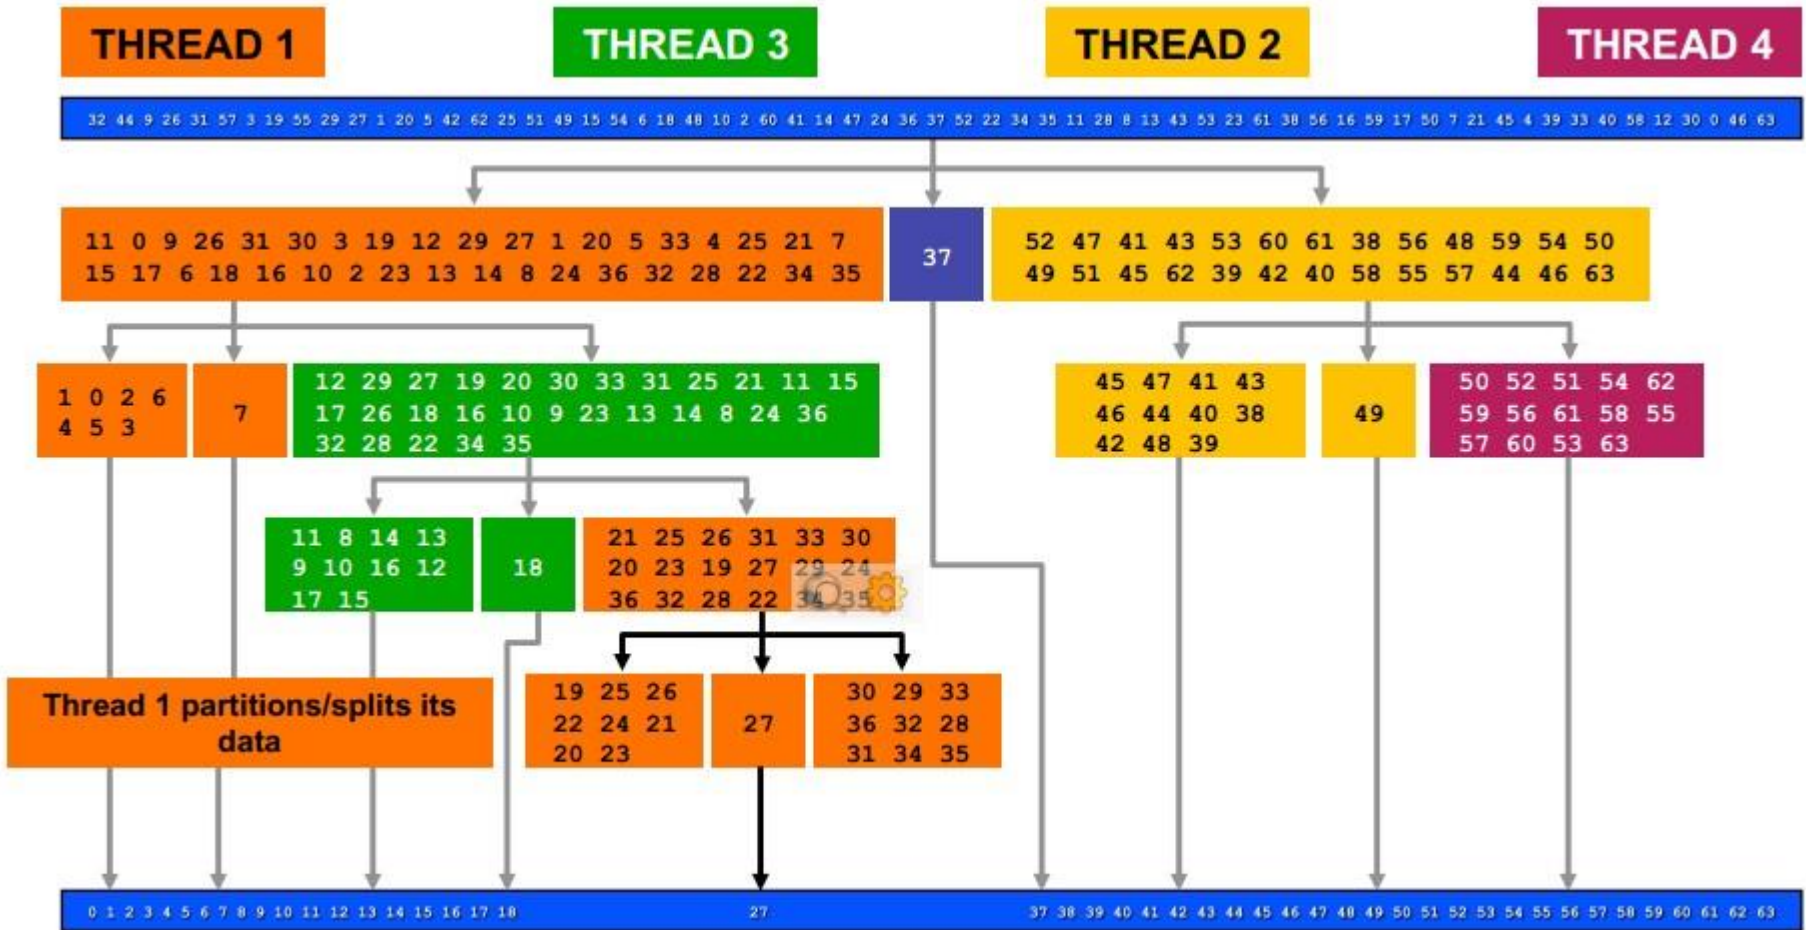 THREAD 1
THREAD 3
THREAD 2
THREAD 4
32 44 9 26 31 57 3 19 55 29 27 1 20 5 42 62 25 51 49 15 54 6 18 48 10 2 60 41 14 47 24 36 37 52 22 34 35 11 28 8 13 43 53 23 61 38 56 16 59 17 50 7 21 45 4 39 33 40 58 12 30 0 46 63
11 0 9 26 31 30 3 19 12 29 27 1 20 5 33 4 25 21 7
15 17 6 18 16 10 2 23 13 14 8 24 36 32 28 22 34 35
37
52 47 41 43 53 60 61 38 56 48 59 54 50
49 51 45 62 39 42 40 58 55 57 44 46 63
1 0 2 6
4 5 3
7
12 29 27 19 20 30 33 31 25 21 11 15
17 26 18 16 10 9 23 13 14 8 24 36
32 28 22 34 35
45 47 41 43
46 44 40 38
42 48 39
49
50 52 51 54 62
59 56 61 58 55
57 60 53 63
11 8 14 13
9 10 16 12
17 15
18
21 25 26 31 33 30
20 23 19 27 29 24
36 32 28 22 34 35
Thread 1 partitions/splits its
data
19 25 26
22 24 21
20 23
27
30 29 33
36 32 28
31 34 35
0 1 2 3 4 5 6 7 8 9 10 11 12 13 14 15 16 17 18 27 37 38 39 40 41 42 43 44 45 46 47 48 49 50 51 52 53 54 55 56 57 58 59 60 61 62 63